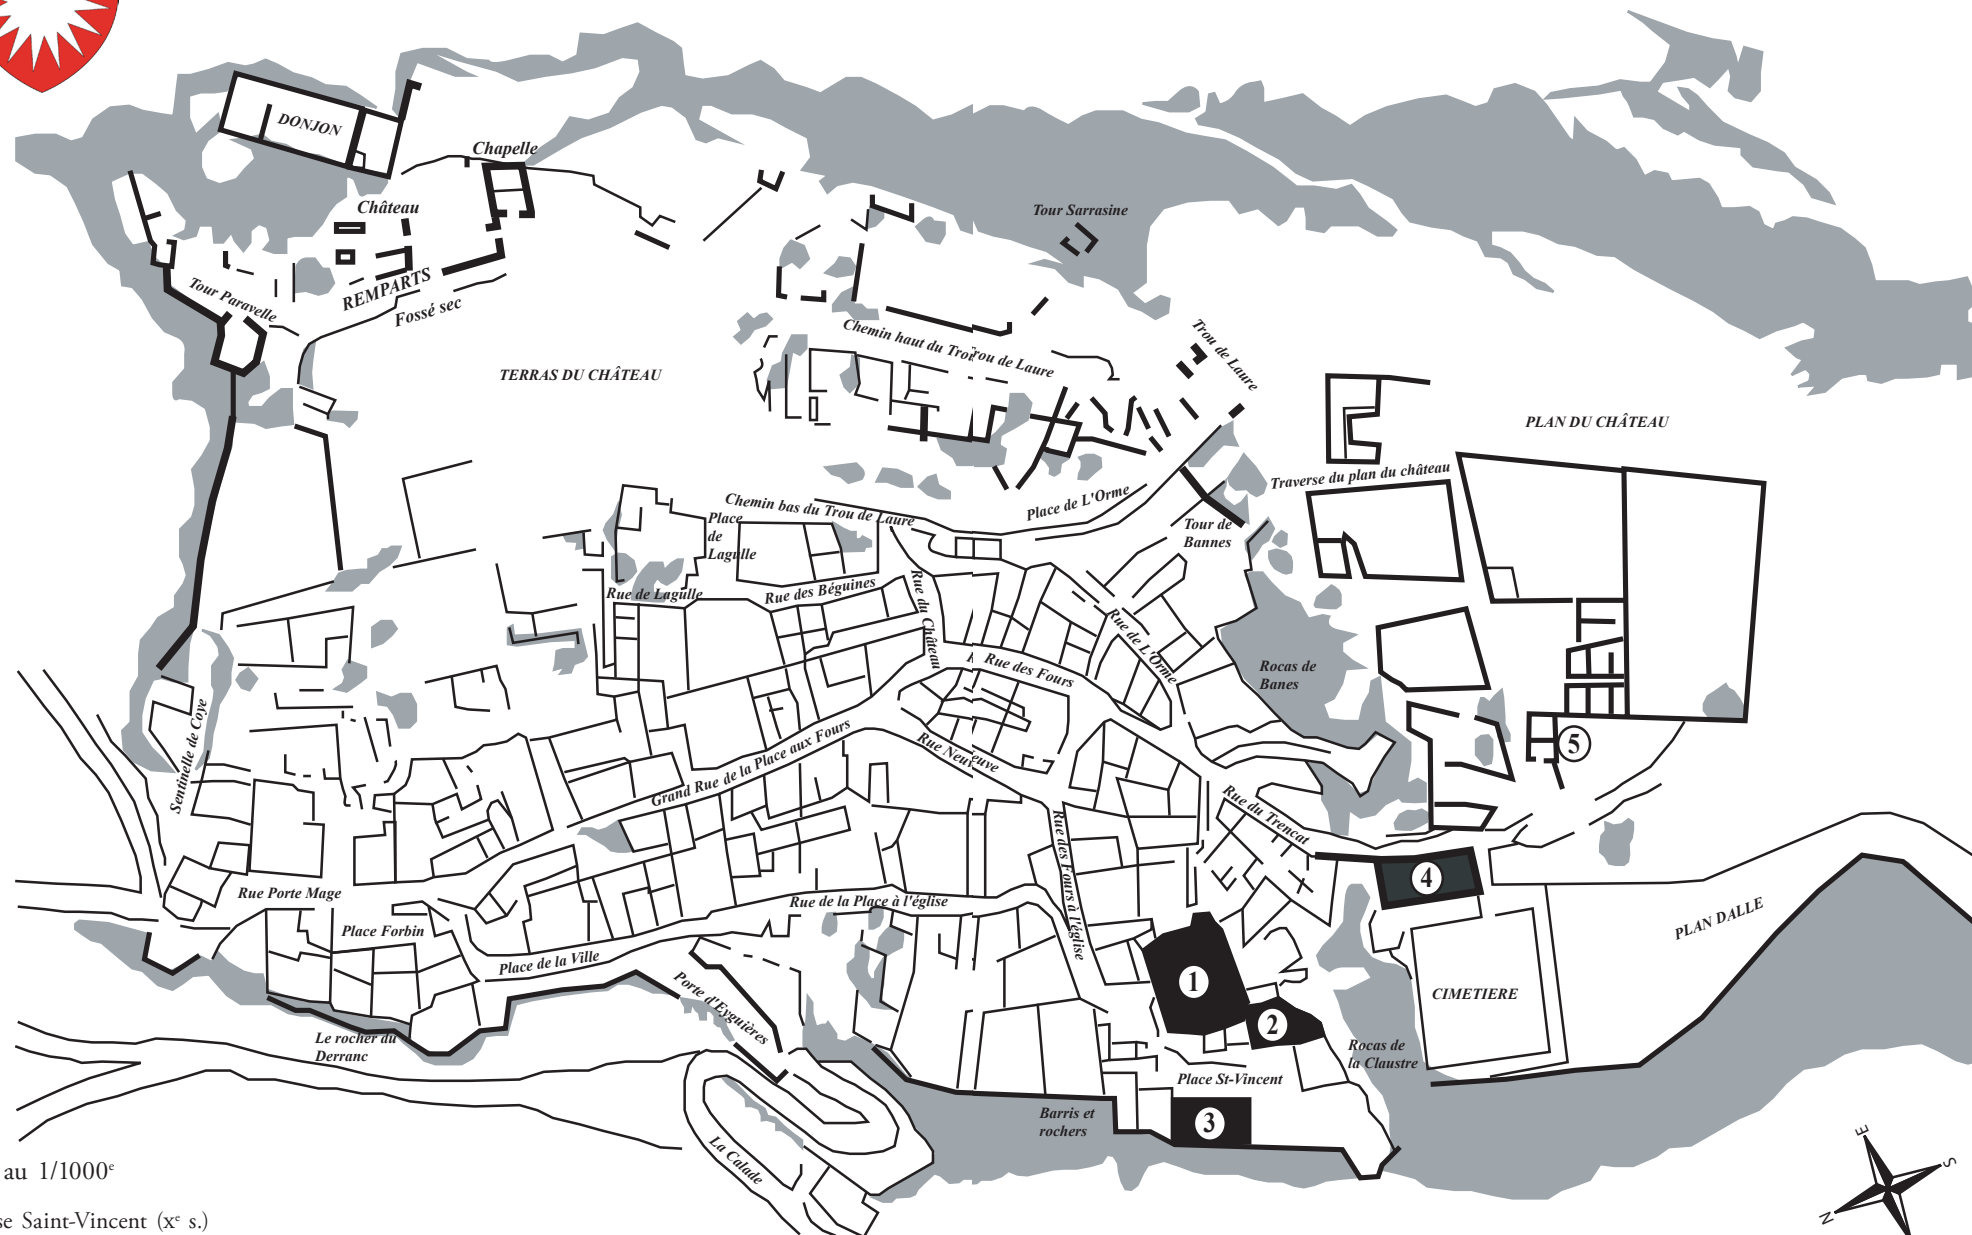 DONJON
Chapelle
Château
Tour Sarrasine
REMPARTS
Tour Paravelle
Fossé sec
Chemin haut du Trou
Trou de Laure
Trou de Laure
TERRAS DU CHÂTEAU
PLAN DU CHÂTEAU
Traverse du plan du château
Chemin bas du Trou de Laure
Place de L'Orme
Place
de
Lagulle
Tour de
Bannes
Rue de Lagulle
Rue des Béguines
Rue du Château
Rue de L'Orme
Rue des Fours
Rocas de
Banes
Sentinelle de Coye
Grand Rue de la Place aux Fours
Rue Neuveuve
5
Rue du Trencat
Rue des Fours à l'église
4
Rue Porte Mage
Rue de la Place à l'église
Place Forbin
PLAN DALLE
Place de la Ville
Porte d'Eyguières
1
CIMETIERE
2
Le rocher du
Derranc
Rocas de
la Claustre
Place St-Vincent
Barris et
rochers
3
La Calade
E
S
N
au 1/1000e
se Saint-Vincent (xe s.)